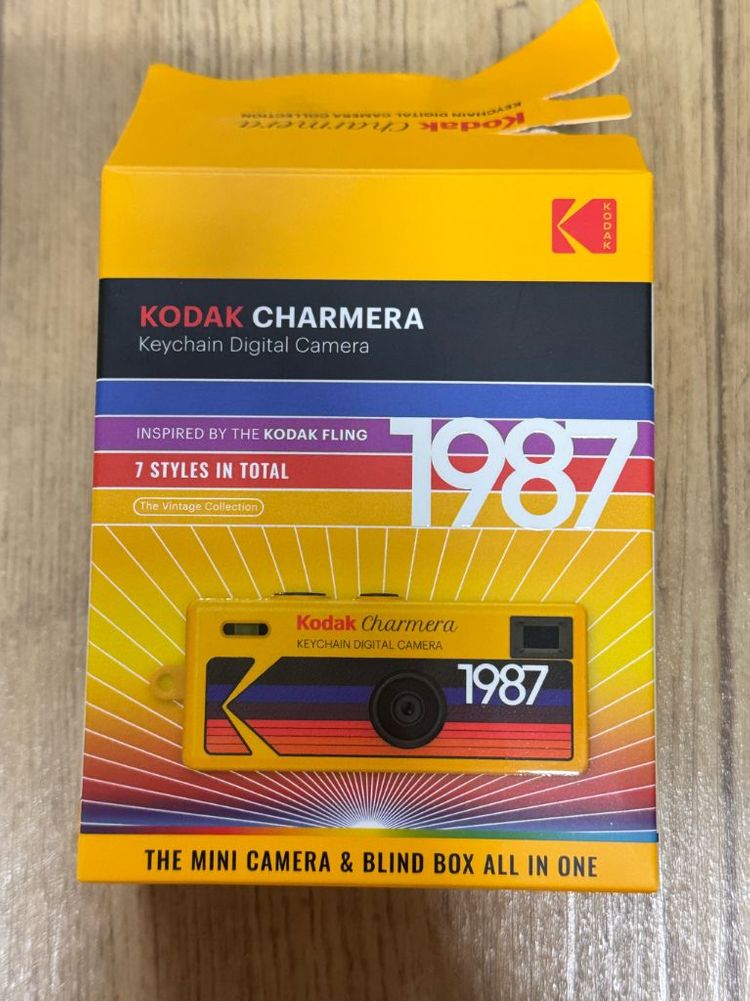 Kodak Charmera
KEYCHAIN DIGITAL CAMERA COLLECTION
KODAK
KODAK CHARMERA
Keychain Digital Camera
INSPIRED BY THE KODAK FLING
1987
7 STYLES IN TOTAL
The Vintage Collection
Kodak Charmera
KEYCHAIN DIGITAL CAMERA
1987
THE MINI CAMERA & BLIND BOX ALL IN ONE